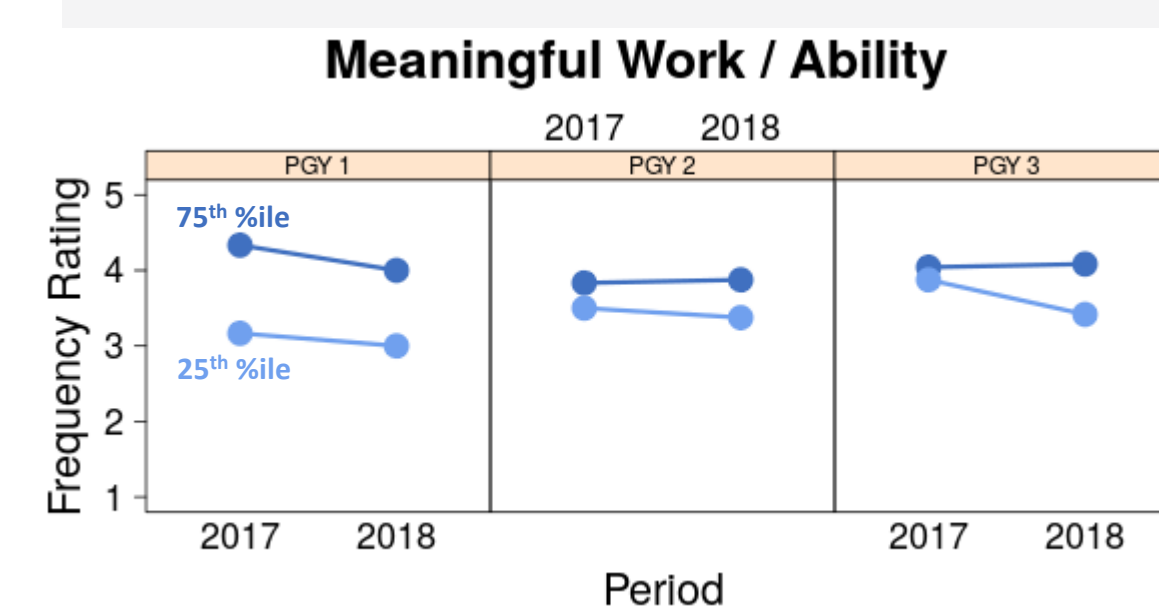 Meaningful Work / Ability
2017 2018
PGY 1 PGY 2 PGY 3
Frequency Rating
5
4
3
2
1
75th %ile
25th %ile
2017 2018 2017 2018
Period